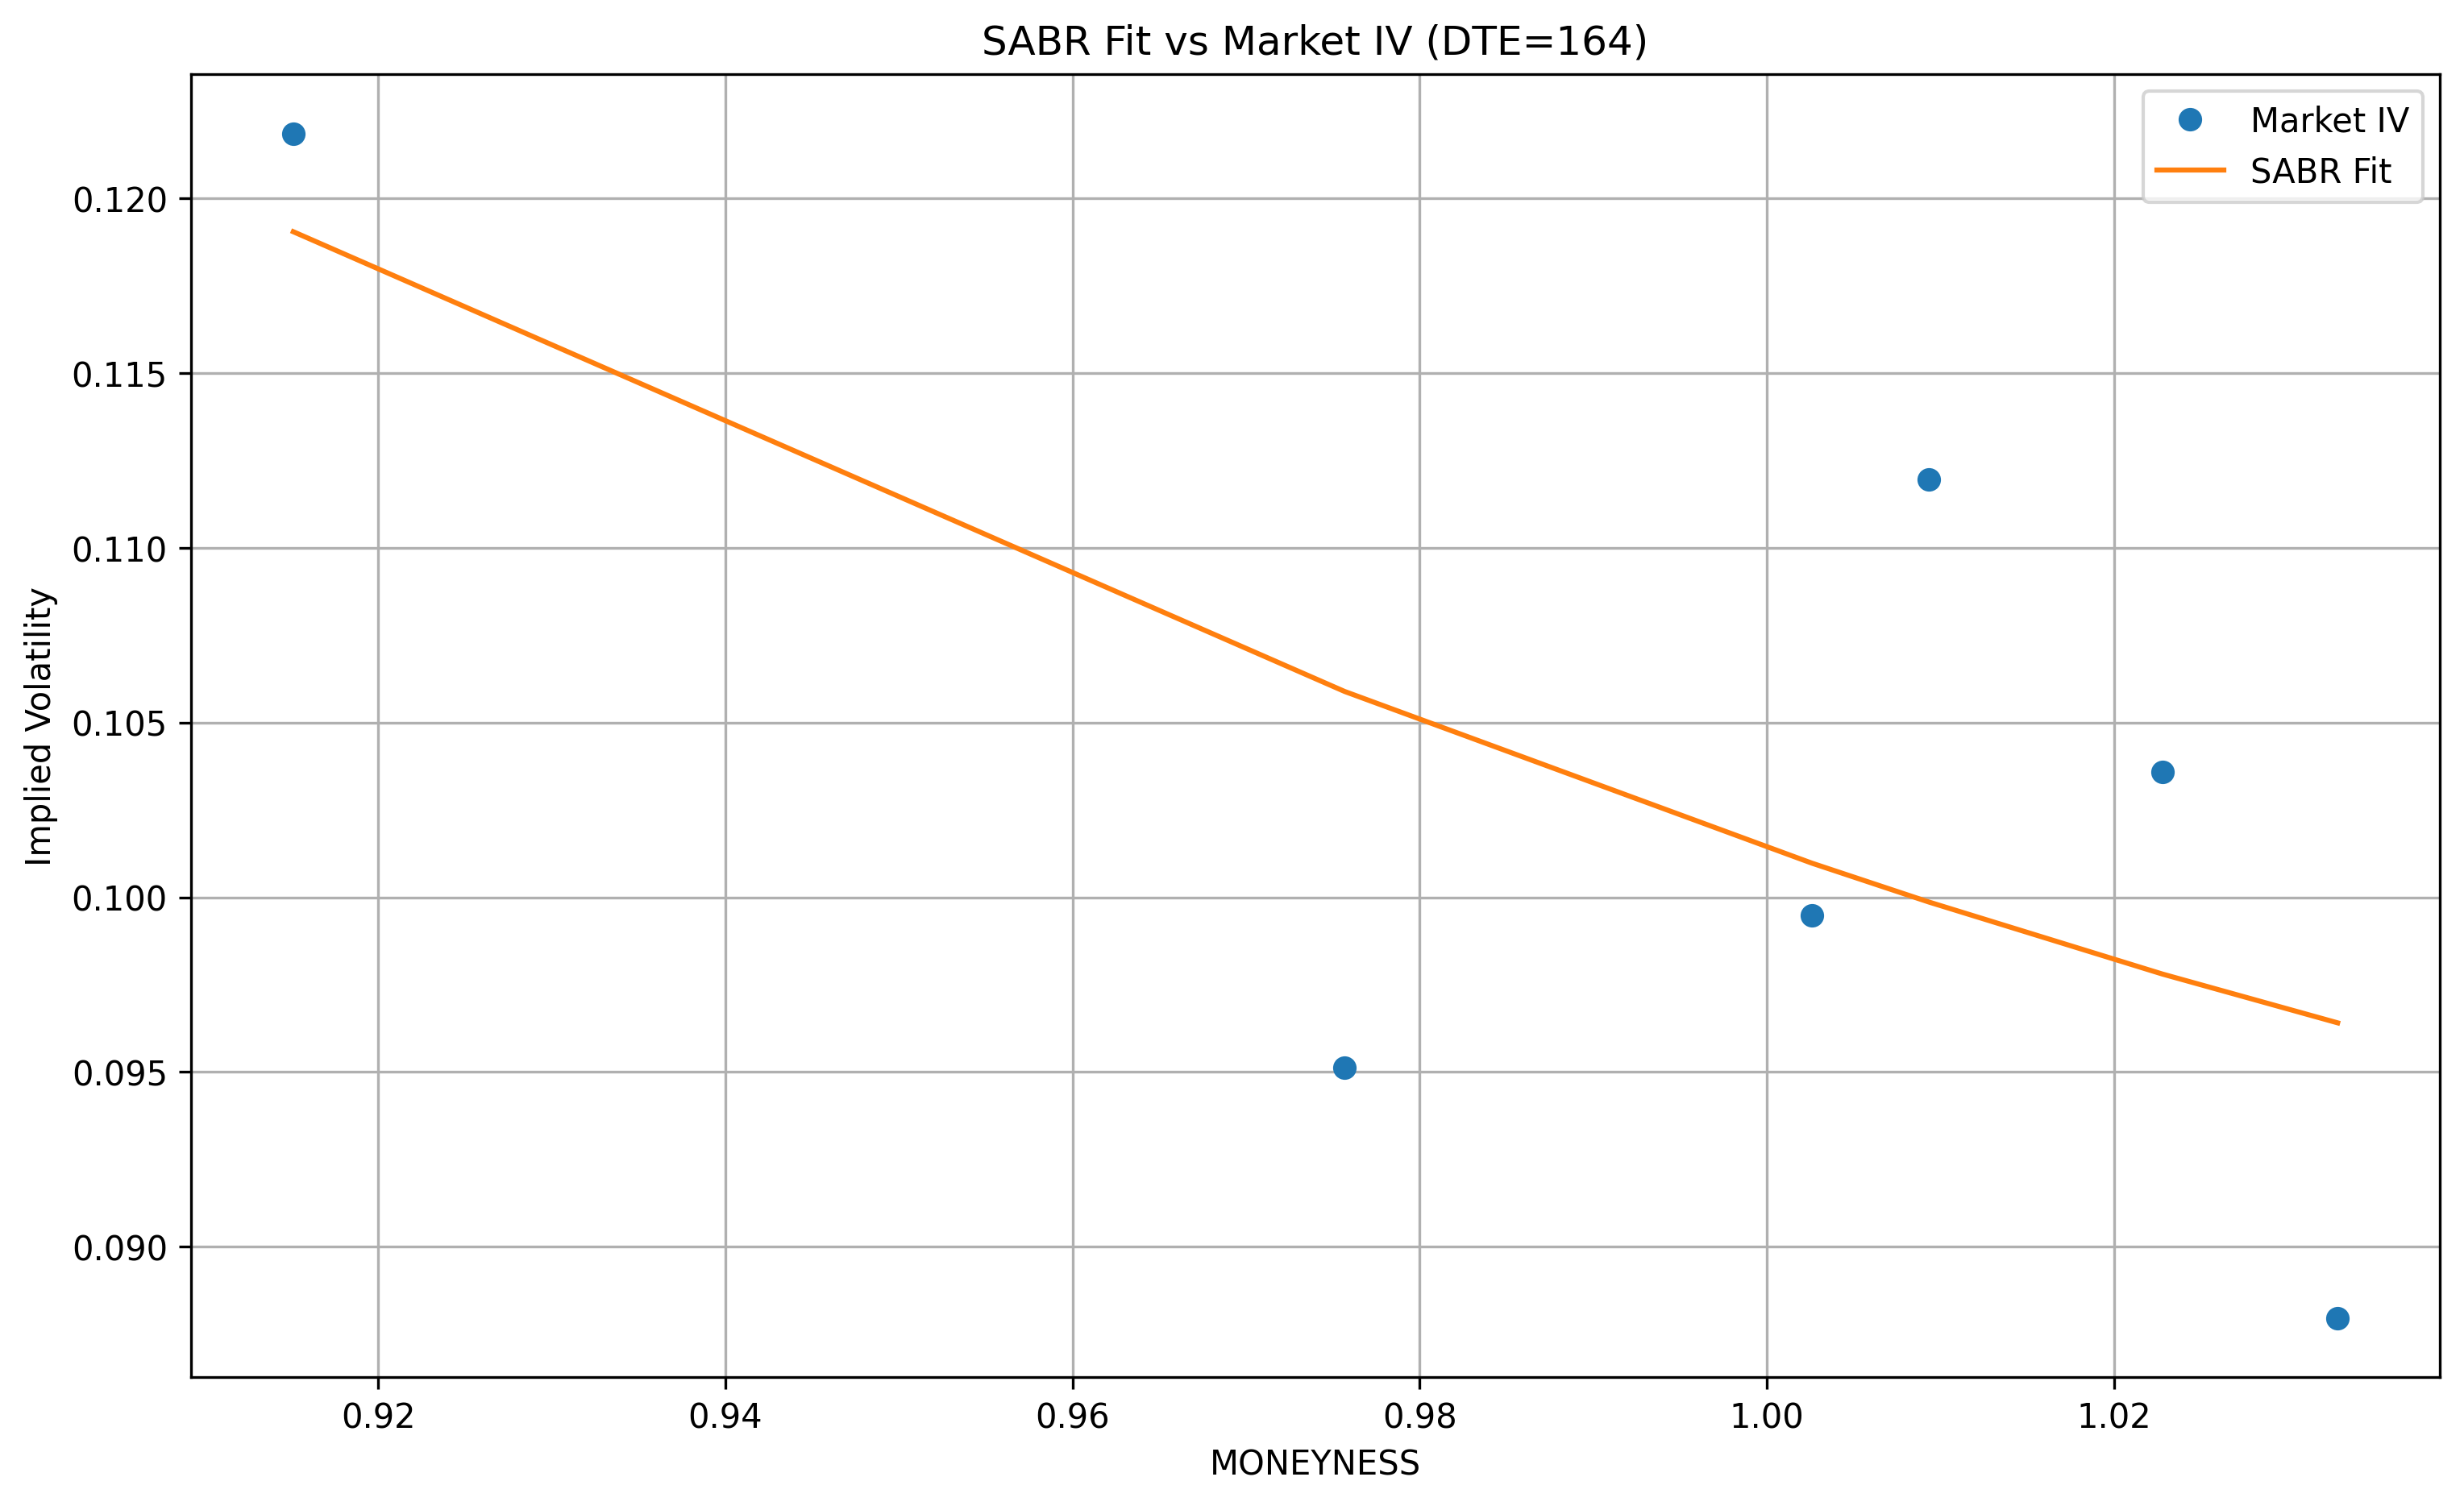 SABR Fit vs Market IV (DTE=164)
Market IV
SABR Fit
Implied Volatility
0.120
0.115
0.110
0.105
0.100
0.095
0.090
0.92 0.94 0.96 0.98 1.00 1.02
MONEYNESS